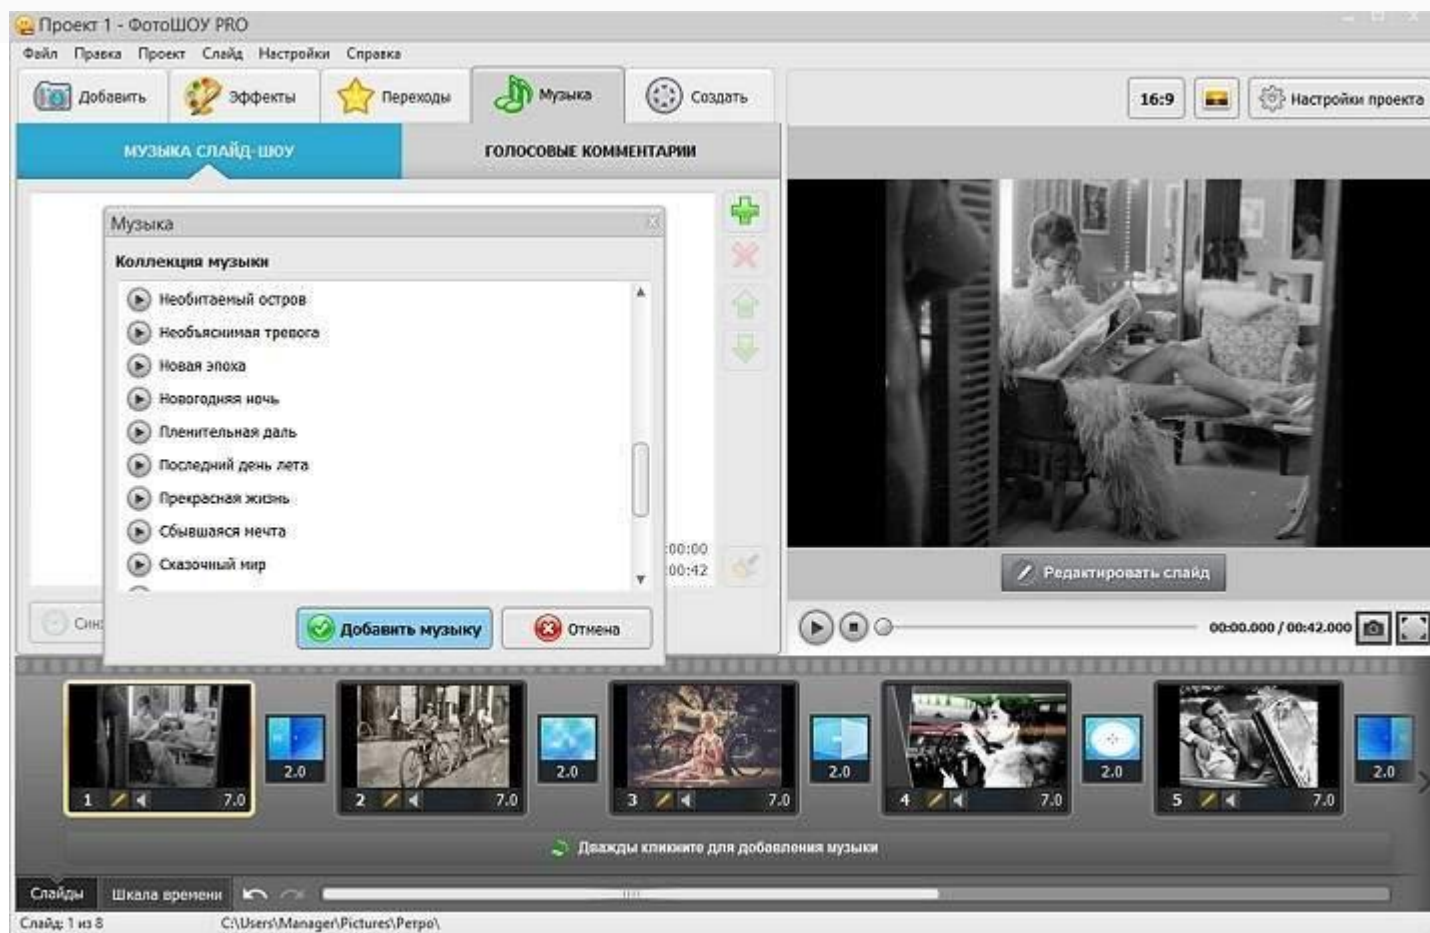 Проект 1 - ФотоШОУ PRO
Файл Правка Проект Слайд Настройки Справка
Добавить Эффекты Переходы Музыка Создать
16:9 Настройки проекта
МУЗЫКА СЛАЙД-ШОУ ГОЛОСОВЫЕ КОММЕНТАРИИ
Музыка
Коллекция музыки
Необитаемый остров
Необъяснимая тревога
Новая эпоха
Новогодняя ночь
Пленительная даль
Последний день лета
Прекрасная жизнь
Сбывшаяся мечта
Сказочный мир
:00:00
:00:42
Редактировать слайд
Синх
Добавить музыку Отмена
00:00.000 / 00:42.000
2.0 2.0 2.0 2.0 2.0
1 7.0 2 7.0 3 7.0 4 7.0 5 7.0
Дважды кликните для добавления музыки
Слайды Шкала времени
Слайд: 1 из 8 C:\Users\Manager\Pictures\Ретро\